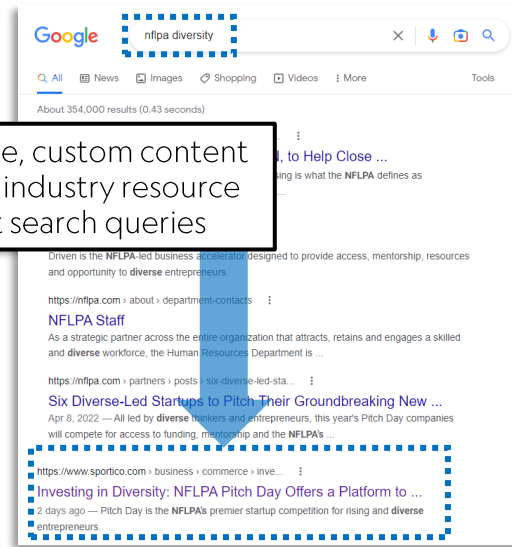 Google
nflpa diversity
All News Images Shopping Videos More Tools
About 354,000 results (0.43 seconds)
e, custom content
industry resource
search queries
, to Help Close ...
sing is what the NFLPA defines as
Driven is the NFLPA-led business accelerator designed to provide access, mentorship, resources
and opportunity to diverse entrepreneurs.
https://nflpa.com › about › department-contacts
NFLPA Staff
As a strategic partner across the entire organization that attracts, retains and engages a skilled
and diverse workforce, the Human Resources Department is ...
https://nflpa.com › partners › posts › six-diverse-led-sta...
Six Diverse-Led Startups to Pitch Their Groundbreaking New ...
Apr 8, 2022 — All led by diverse thinkers and entrepreneurs, this year's Pitch Day companies
will compete for access to funding, mentorship and the NFLPA's ...
https://www.sportico.com › business › commerce › inve...
Investing in Diversity: NFLPA Pitch Day Offers a Platform to ...
2 days ago — Pitch Day is the NFLPA's premier startup competition for rising and diverse
entrepreneurs.